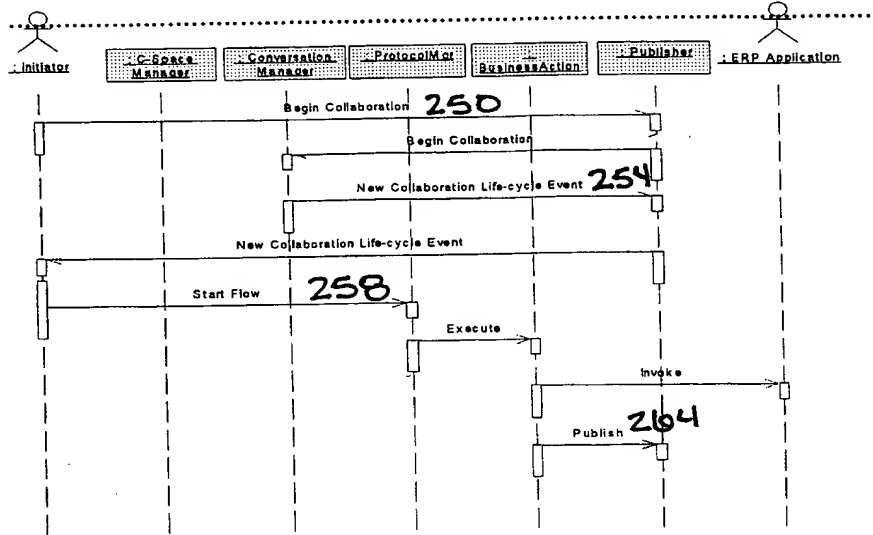 : Initiator
: C-Space
Manager
: Conversation
Manager
: ProtocolMgr
:
BusinessAction
: Publisher
: ERP Application
Begin Collaboration 250
Begin Collaboration
New Collaboration Life-cycle Event 254
New Collaboration Life-cycle Event
Start Flow 258
Execute
Invoke
Publish 264